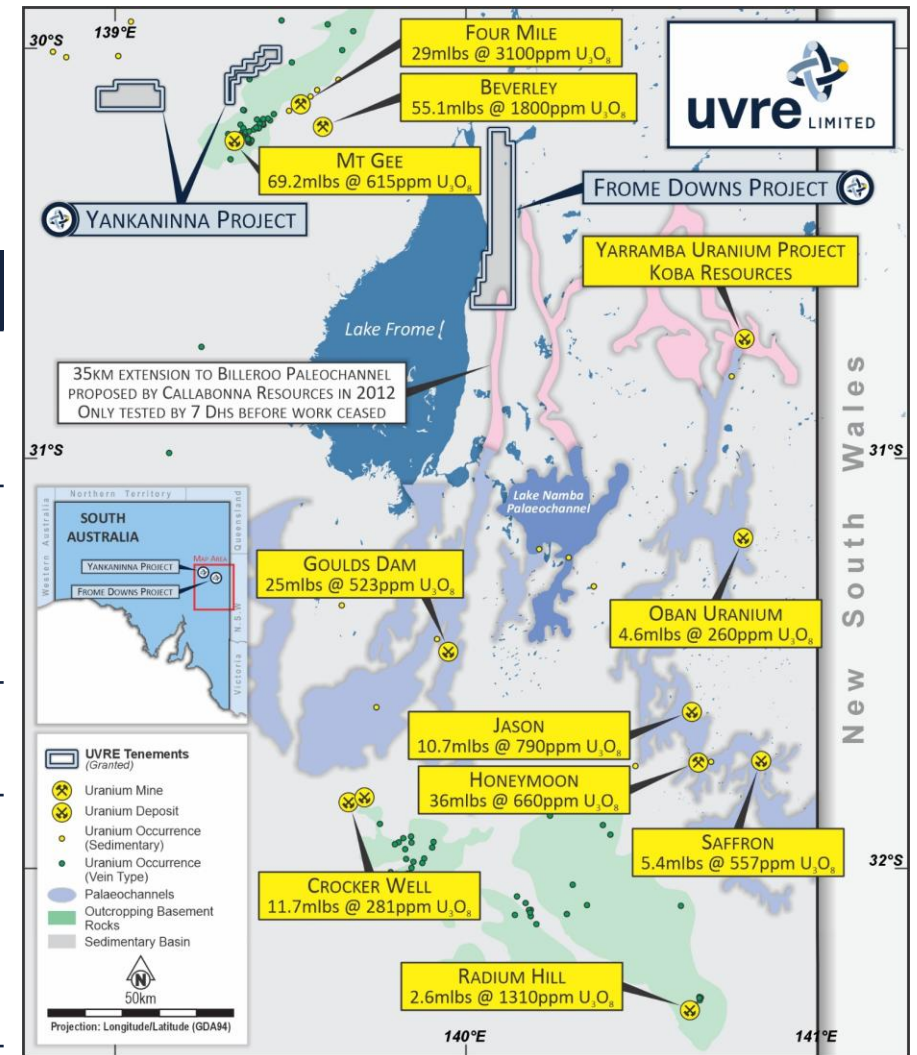 139°E
30°S
FOUR MILE
29mlbs @ 3100ppm U₃O₈
BEVERLEY
55.1mlbs @ 1800ppm U₃O₈
uvre LIMITED
MT GEE
69.2mlbs @ 615ppm U₃O₈
FROME DOWNS PROJECT
YANKANINNA PROJECT
YARRAMBA URANIUM PROJECT
KOBA RESOURCES
Lake Frome
35KM EXTENSION TO BILLEROO PALEOCHANNEL
PROPOSED BY CALLABONNA RESOURCES IN 2012
ONLY TESTED BY 7 DHS BEFORE WORK CEASED
New South Wales
31°S
31°S
Lake Namba
Palaeochannel
Northern Territory
Western Australia
SOUTH
AUSTRALIA
Queensland
MAP AREA
YANKANINNA PROJECT
FROME DOWNS PROJECT
N.S.W
Victoria
GOULDS DAM
25mlbs @ 523ppm U₃O₈
OBAN URANIUM
4.6mlbs @ 260ppm U₃O₈
JASON
10.7mlbs @ 790ppm U₃O₈
HONEYMOON
36mlbs @ 660ppm U₃O₈
SAFFRON
5.4mlbs @ 557ppm U₃O₈
32°S
CROCKER WELL
11.7mlbs @ 281ppm U₃O₈
RADIUM HILL
2.6mlbs @ 1310ppm U₃O₈
UVRE Tenements
(Granted)
Uranium Mine
Uranium Deposit
Uranium Occurrence
(Sedimentary)
Uranium Occurrence
(Vein Type)
Palaeochannels
Outcropping Basement
Rocks
Sedimentary Basin
N
50km
Projection: Longitude/Latitude (GDA94)
140°E
141°E